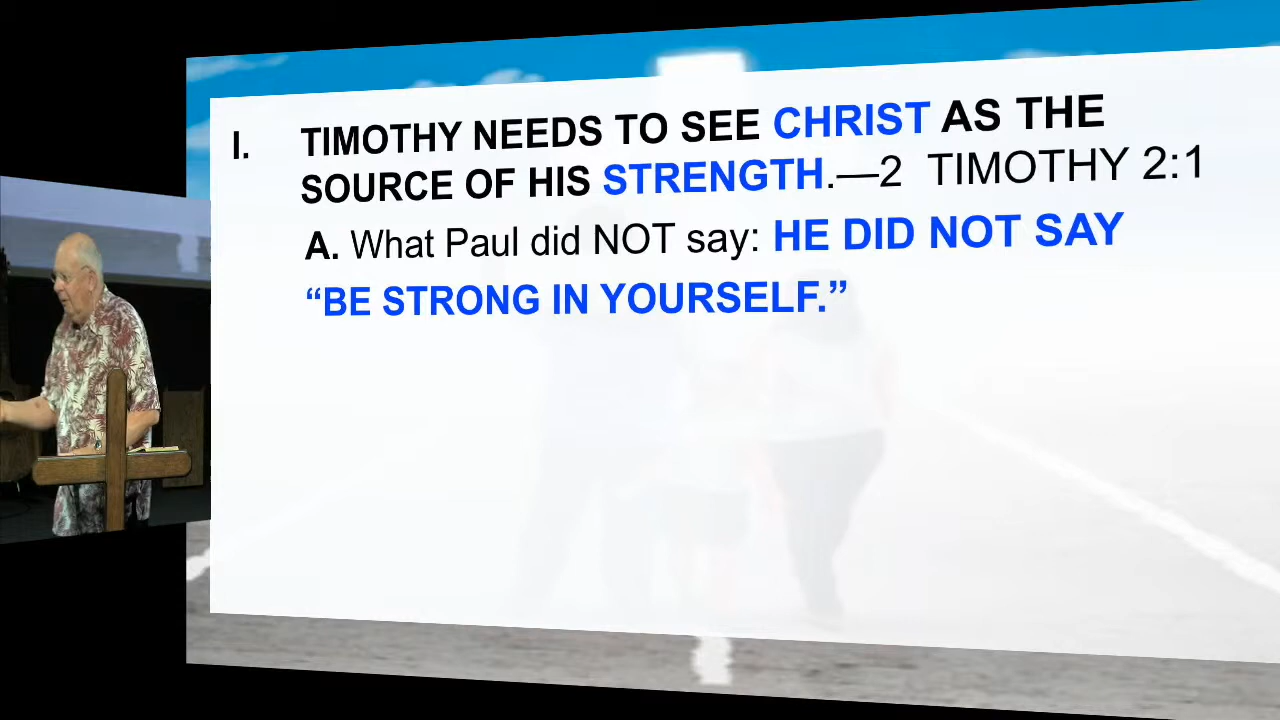 I. TIMOTHY NEEDS TO SEE CHRIST AS THE
SOURCE OF HIS STRENGTH.—2 TIMOTHY 2:1
A. What Paul did NOT say: HE DID NOT SAY
“BE STRONG IN YOURSELF.”